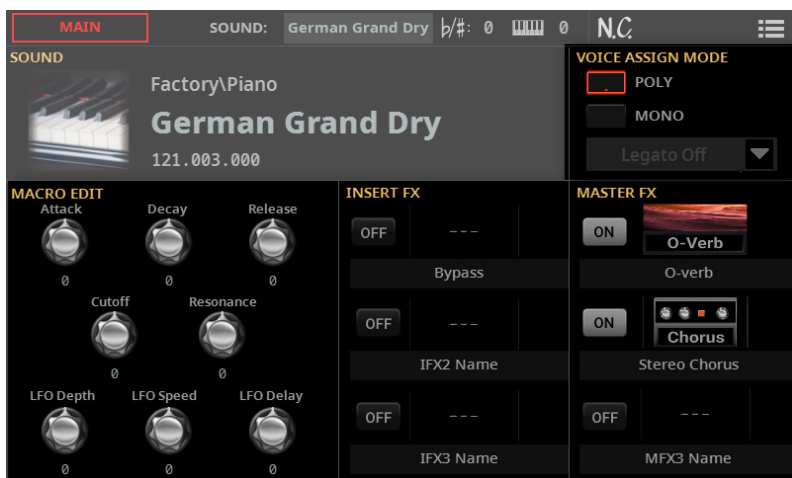 MAIN SOUND: German Grand Dry ♭/#: 0 0 N.C.
SOUND
Factory\Piano
German Grand Dry
121.003.000
VOICE ASSIGN MODE
POLY
MONO
Legato Off
MACRO EDIT
Attack Decay Release
0 0 0
Cutoff Resonance
0 0
LFO Depth LFO Speed LFO Delay
0 0 0
INSERT FX
OFF ---
Bypass
OFF ---
IFX2 Name
OFF ---
IFX3 Name
MASTER FX
ON O-Verb
O-verb
ON Chorus
Stereo Chorus
OFF ---
MFX3 Name